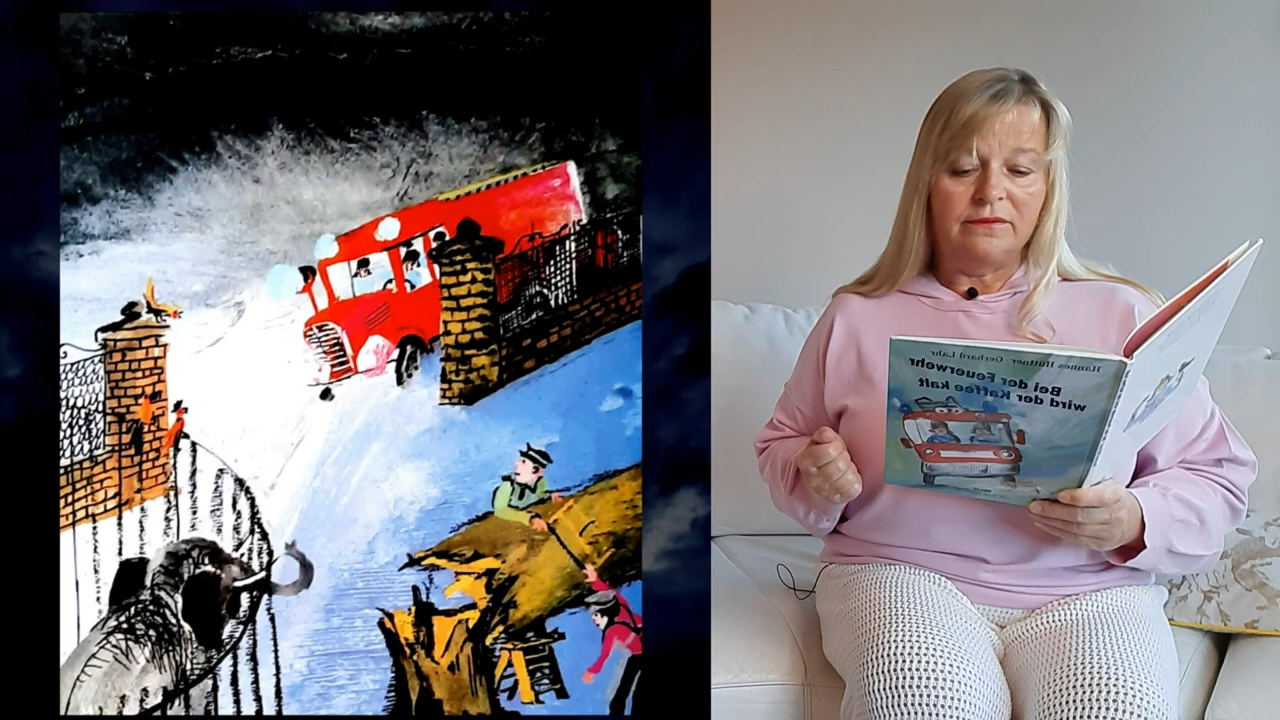 Hannes Hüttner · Gerhard Lahr
Bei der Feuerwehr
wird der Kaffee kalt